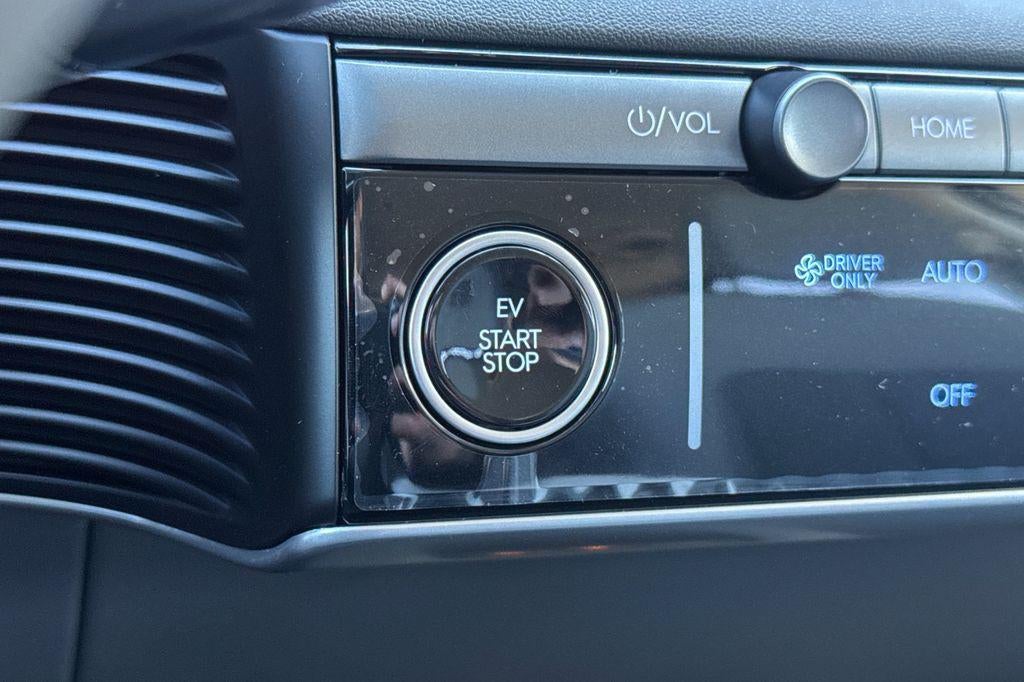 ⏻/VOL
HOME
EV
START
STOP
DRIVER
ONLY
AUTO
OFF